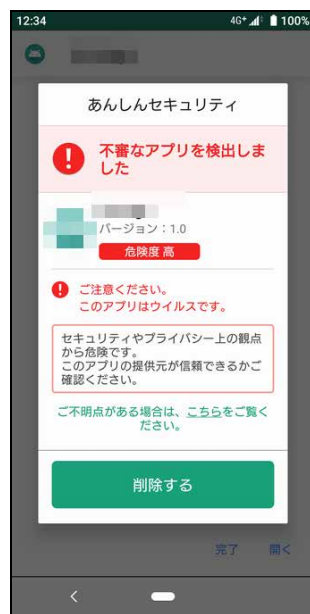 12:34
4G+ 100%
あんしんセキュリティ
不審なアプリを検出しま
した
バージョン：1.0
危険度 高
ご注意ください。
このアプリはウイルスです。
セキュリティやプライバシー上の観点
から危険です。
このアプリの提供元が信頼できるかご
確認ください。
ご不明点がある場合は、こちらをご覧く
ださい。
削除する
完了 開く